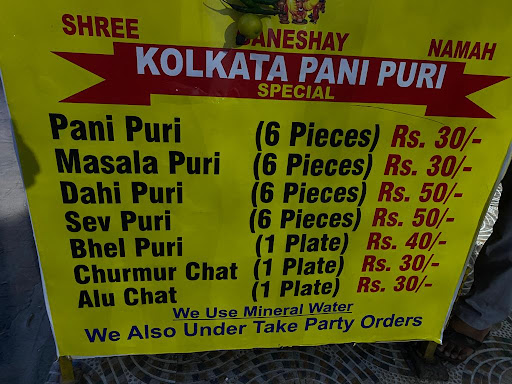 SHREE GANESHAY NAMAH
KOLKATA PANI PURI
SPECIAL
Pani Puri (6 Pieces) Rs. 30/-
Masala Puri (6 Pieces) Rs. 30/-
Dahi Puri (6 Pieces) Rs. 50/-
Sev Puri (6 Pieces) Rs. 50/-
Bhel Puri (1 Plate) Rs. 40/-
Churmur Chat (1 Plate) Rs. 30/-
Alu Chat (1 Plate) Rs. 30/-
We Use Mineral Water
We Also Under Take Party Orders